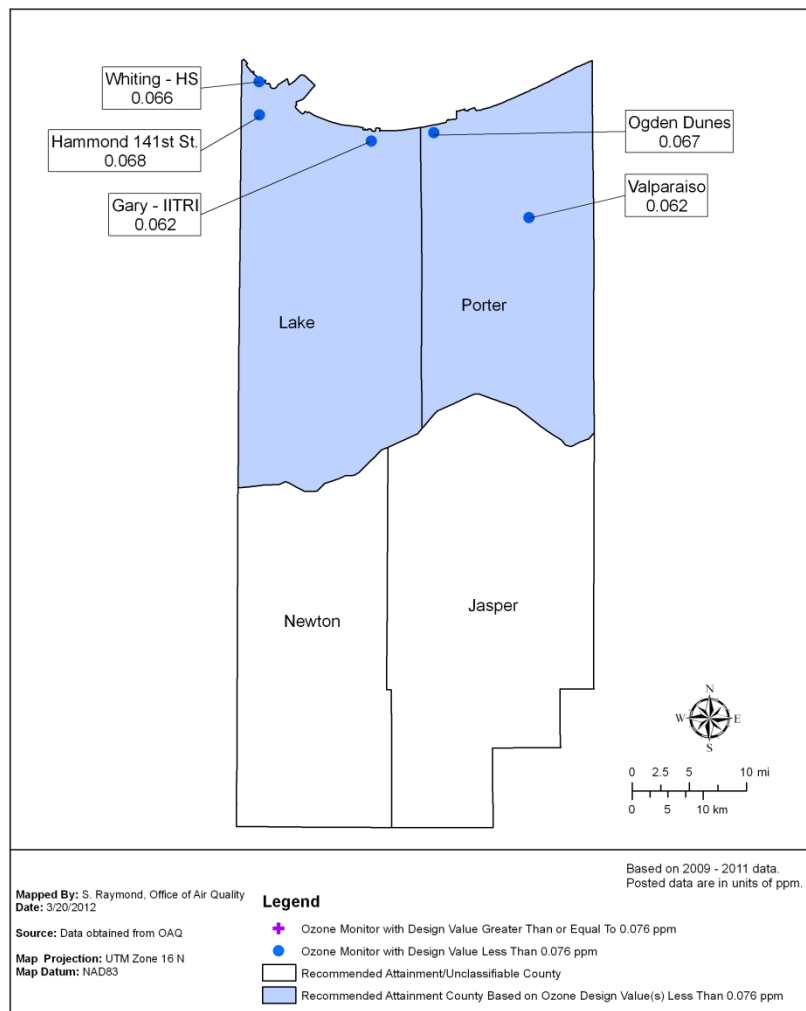 Whiting - HS
0.066
Hammond 141st St.
0.068
Gary - IITRI
0.062
Ogden Dunes
0.067
Valparaiso
0.062
Lake
Porter
Newton
Jasper
N
W E
S
0 2.5 5 10 mi
0 5 10 km
Based on 2009 - 2011 data.
Posted data are in units of ppm.
Mapped By: S. Raymond, Office of Air Quality
Date: 3/20/2012
Source: Data obtained from OAQ
Map Projection: UTM Zone 16 N
Map Datum: NAD83
Legend
Ozone Monitor with Design Value Greater Than or Equal To 0.076 ppm
Ozone Monitor with Design Value Less Than 0.076 ppm
Recommended Attainment/Unclassifiable County
Recommended Attainment County Based on Ozone Design Value(s) Less Than 0.076 ppm